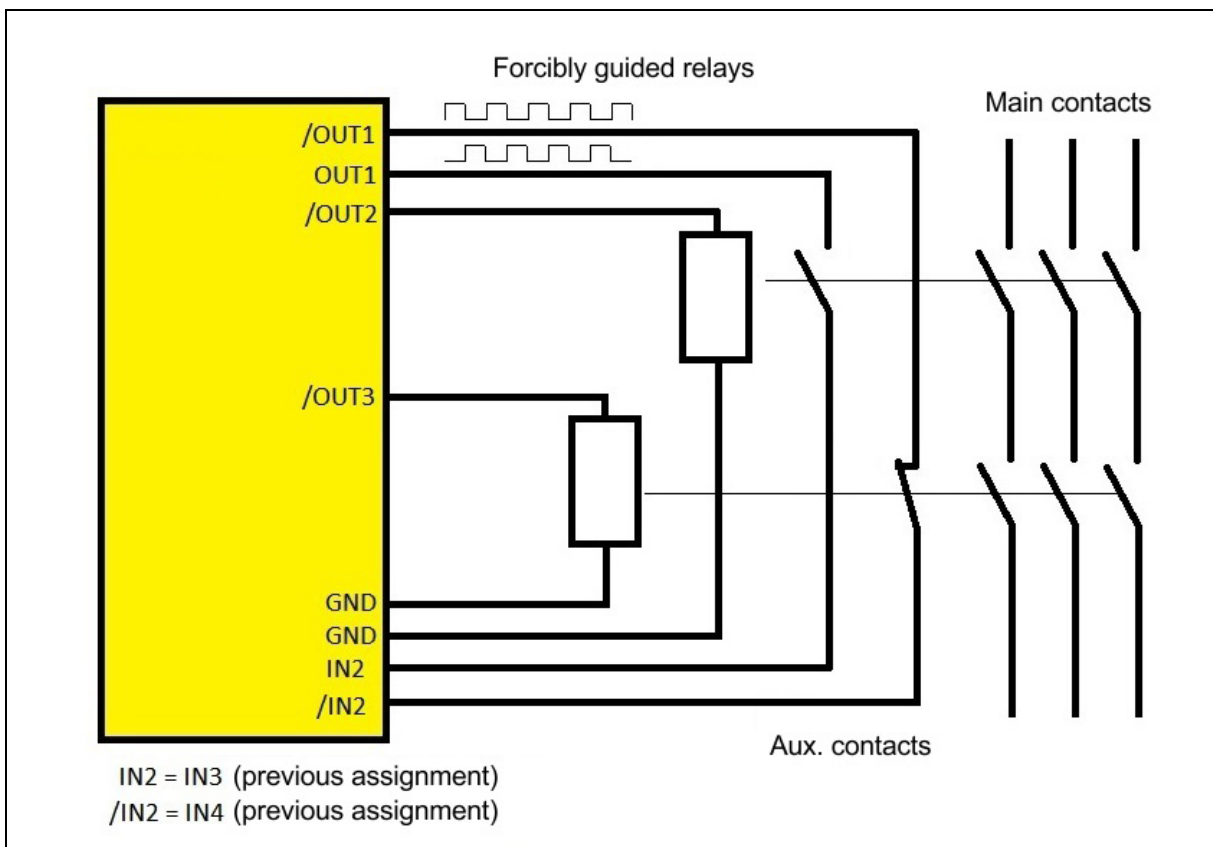 Forcibly guided relays
Main contacts
/OUT1
OUT1
/OUT2
/OUT3
GND
GND
IN2
/IN2
Aux. contacts
IN2 = IN3 (previous assignment)
/IN2 = IN4 (previous assignment)